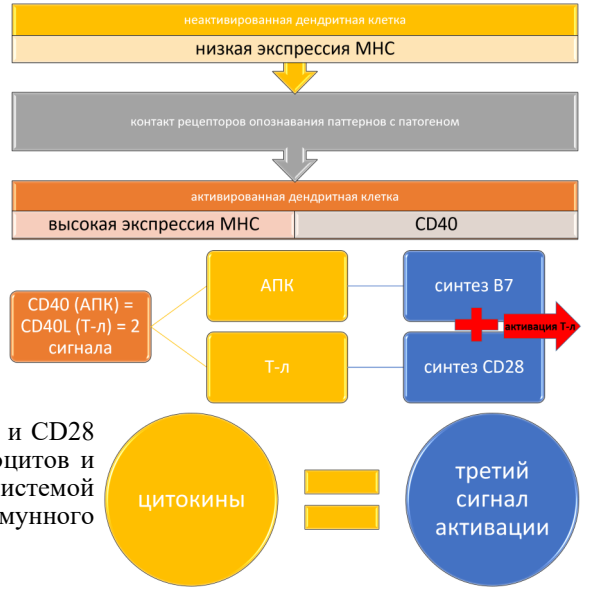 неактивированная дендритная клетка
низкая экспрессия МНС
контакт рецепторов опознавания паттернов с патогеном
активированная дендритная клетка
высокая экспрессия МНС
CD40
CD40 (АПК) =
CD40L (Т-л) = 2
сигнала
АПК
синтез В7
активация Т-л
Т-л
синтез CD28
и CD28
оцитов и
истемой
мунного
цитокины
третий
сигнал
активации